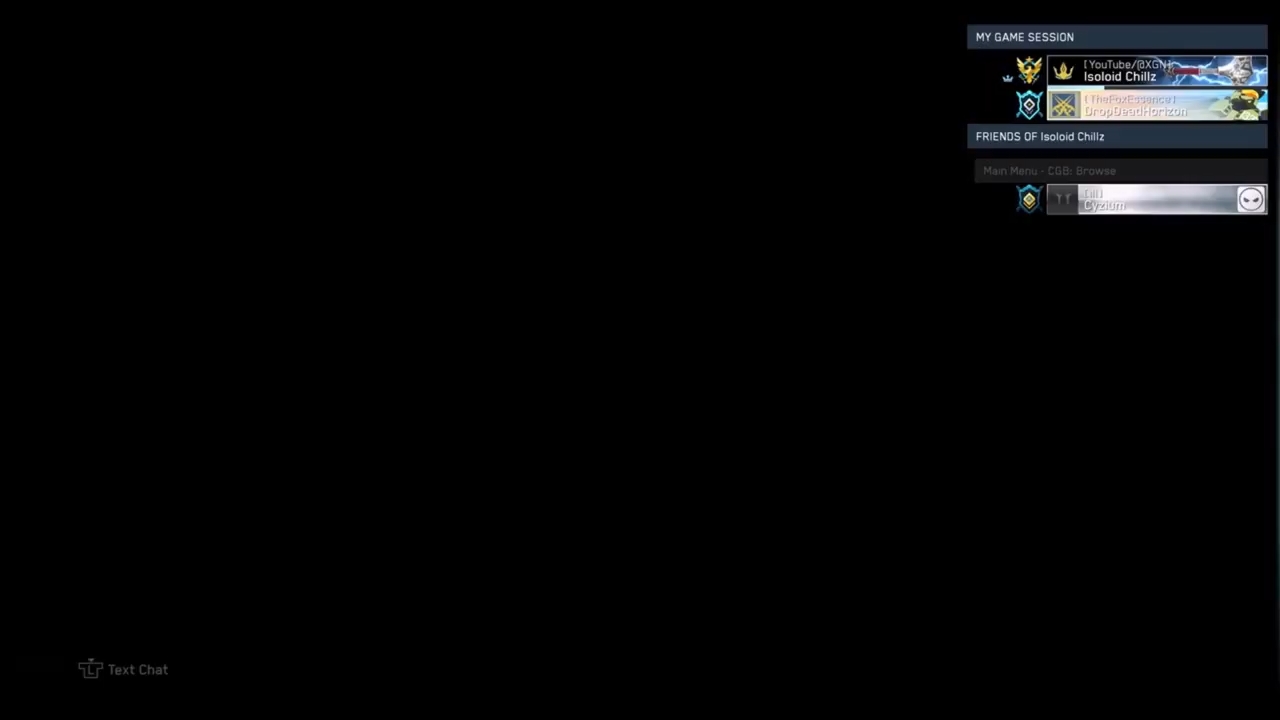 MY GAME SESSION
[YouTube/@XGN]
Isoloid Chillz
[TheFoxEssence]
DropDeadHorizon
FRIENDS OF Isoloid Chillz
Main Menu - CGB: Browse
Cyzium
Text Chat